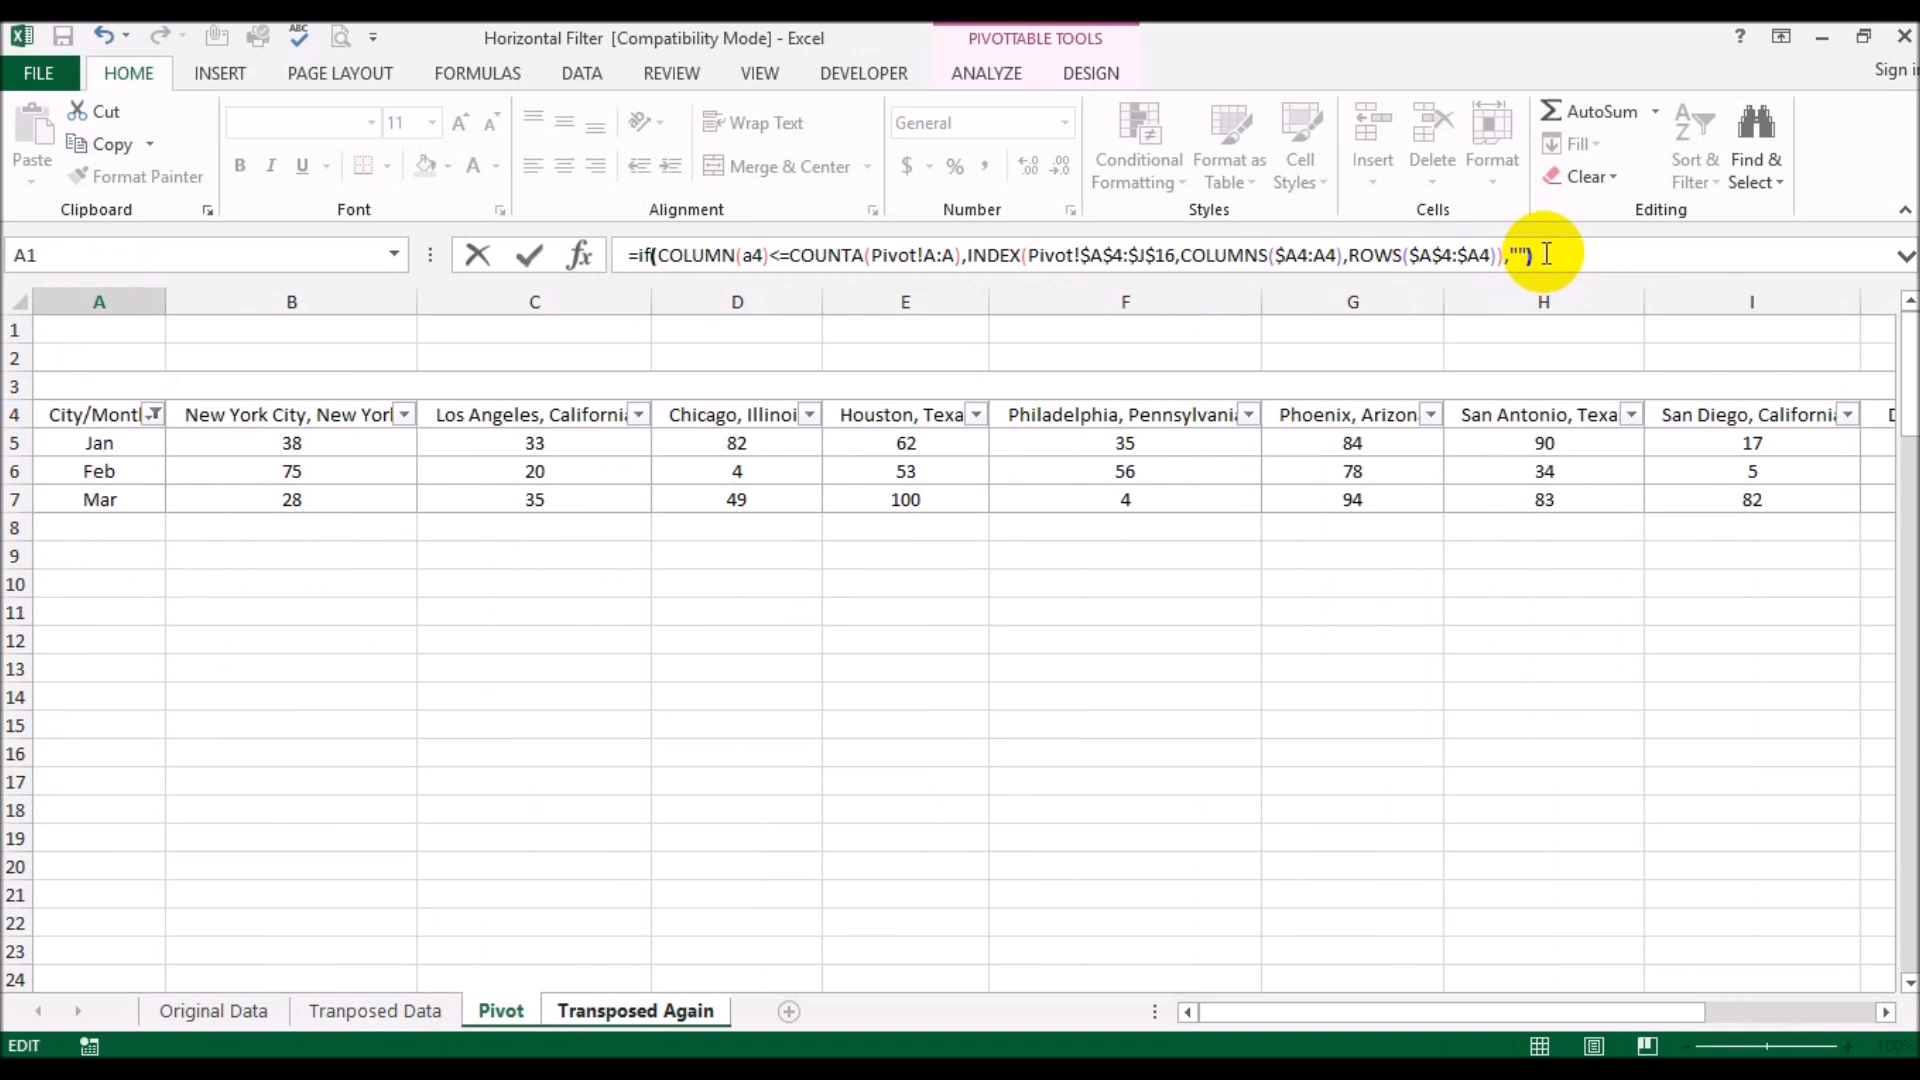 ABC
Horizontal Filter [Compatibility Mode] - Excel
PIVOTTABLE TOOLS
?
Sign i
FILE HOME INSERT PAGE LAYOUT FORMULAS DATA REVIEW VIEW DEVELOPER ANALYZE DESIGN
Paste
Cut
Copy
Format Painter
Clipboard
11
B I U
Font
Wrap Text
Merge & Center
Alignment
General
$ % ,
Number
Conditional Formatting
Format as Table
Cell Styles
Styles
Insert Delete Format
Cells
AutoSum
Fill
Clear
Sort & Filter
Find & Select
Editing
A1
fx
=if(COLUMN(a4)<=COUNTA(Pivot!A:A),INDEX(Pivot!$A$4:$J$16,COLUMNS($A4:A4),ROWS($A$4:$A4)),"")
A B C D E F G H I
1
2
3
4 City/Montl New York City, New Yorl Los Angeles, California Chicago, Illinoi Houston, Texa Philadelphia, Pennsylvani Phoenix, Arizon San Antonio, Texa San Diego, California D
5 Jan 38 33 82 62 35 84 90 17
6 Feb 75 20 4 53 56 78 34 5
7 Mar 28 35 49 100 4 94 83 82
8
9
10
11
12
13
14
15
16
17
18
19
20
21
22
23
24
Original Data Tranposed Data Pivot Transposed Again
EDIT